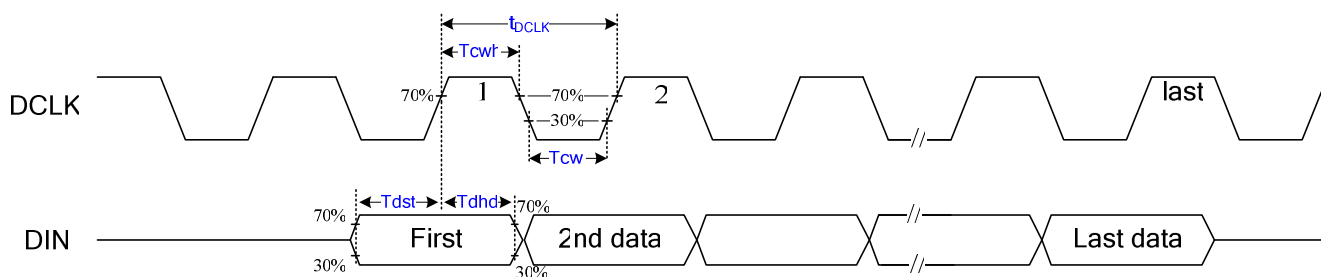 tDCLK
Tcwh
DCLK
70%
1
70%
2
last
30%
//
Tcw
Tdst
Tdhd
70%
70%
//
DIN
First
2nd data
Last data
30%
30%
//